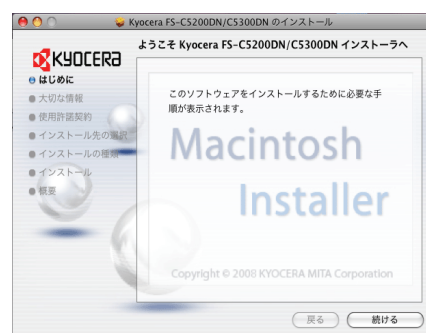 Kyocera FS-C5200DN/C5300DN のインストール
ようこそ Kyocera FS-C5200DN/C5300DN インストーラへ
KYOCERA
はじめに
大切な情報
使用許諾契約
インストール先の選択
インストールの種類
インストール
概要
このソフトウェアをインストールするために必要な手
順が表示されます。
Macintosh
Installer
Copyright © 2008 KYOCERA MITA Corporation
戻る
続ける